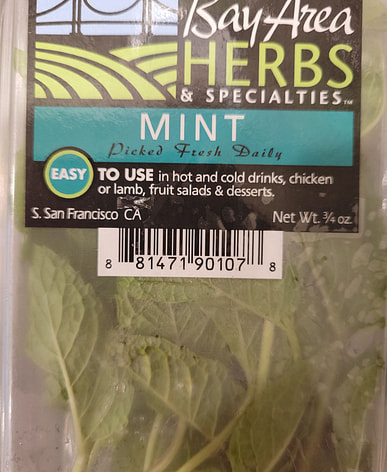 Bay Area
HERBS
& SPECIALTIES™
MINT
Picked Fresh Daily
EASY TO USE in hot and cold drinks, chicken
or lamb, fruit salads & desserts.
S. San Francisco CA Net Wt. ¾ oz.
8 81471 90107 8